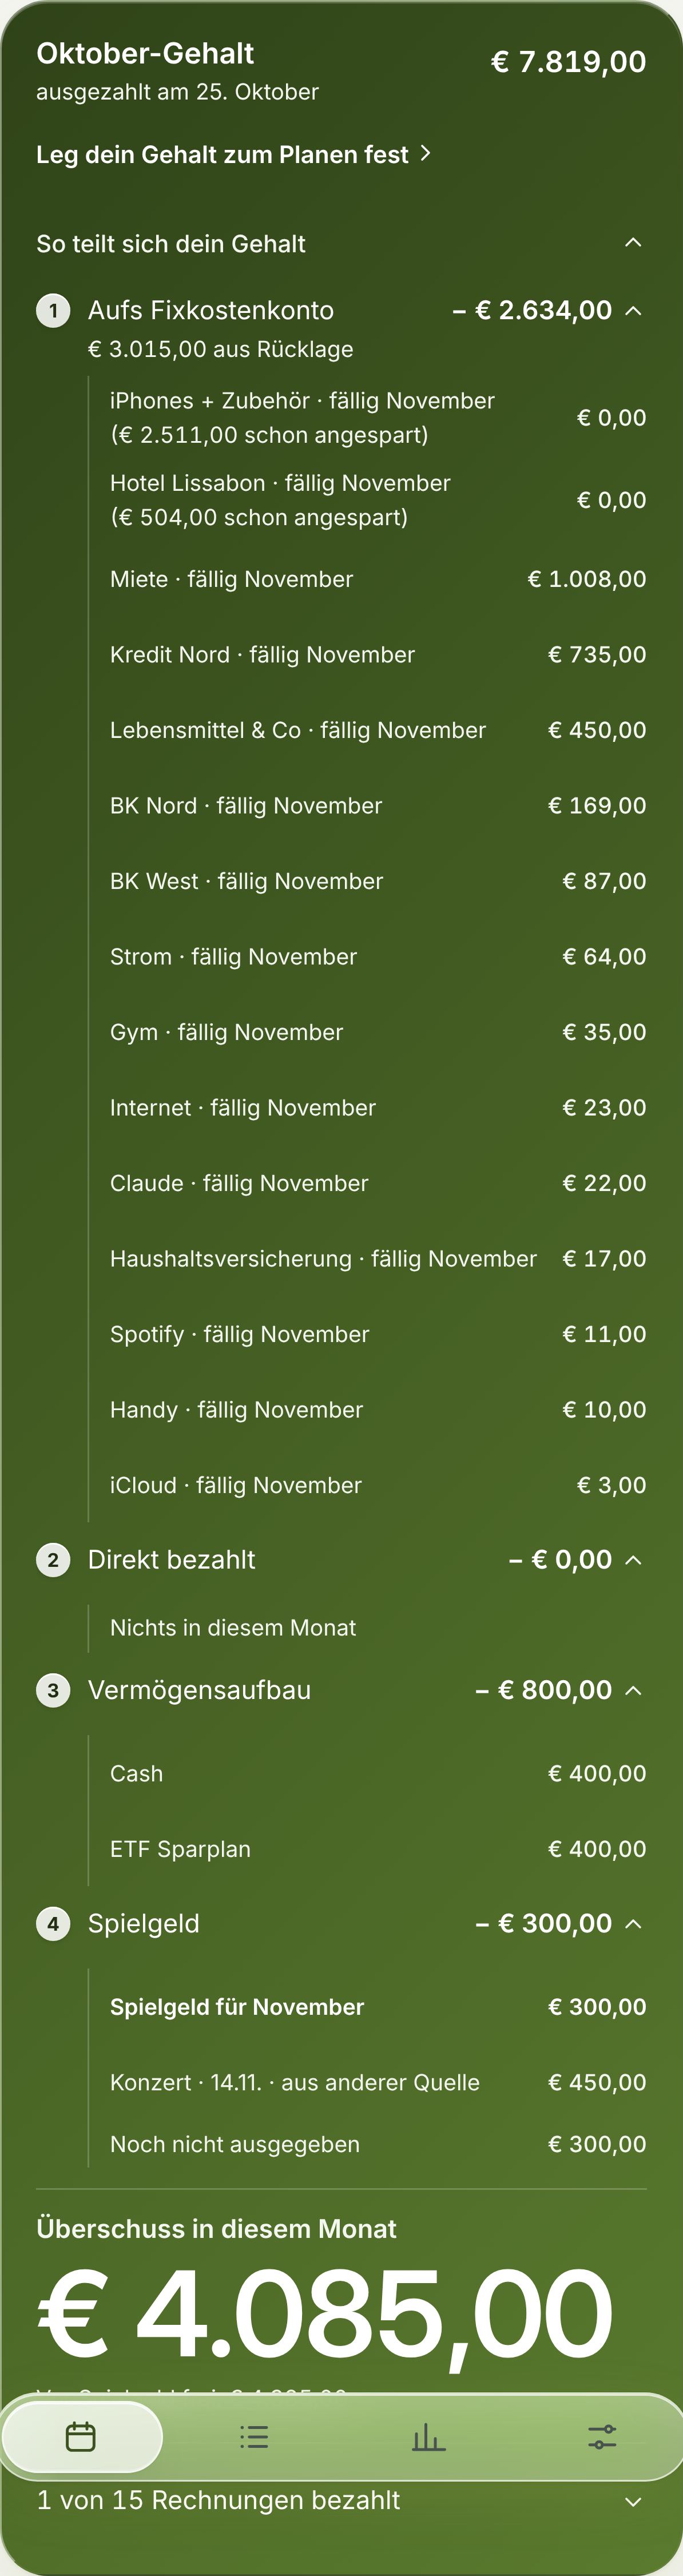 Oktober-Gehalt
€ 7.819,00
ausgezahlt am 25. Oktober
Leg dein Gehalt zum Planen fest
So teilt sich dein Gehalt
1 Aufs Fixkostenkonto – € 2.634,00
€ 3.015,00 aus Rücklage
iPhones + Zubehör · fällig November
(€ 2.511,00 schon angespart)
€ 0,00
Hotel Lissabon · fällig November
(€ 504,00 schon angespart)
€ 0,00
Miete · fällig November € 1.008,00
Kredit Nord · fällig November € 735,00
Lebensmittel & Co · fällig November € 450,00
BK Nord · fällig November € 169,00
BK West · fällig November € 87,00
Strom · fällig November € 64,00
Gym · fällig November € 35,00
Internet · fällig November € 23,00
Claude · fällig November € 22,00
Haushaltsversicherung · fällig November € 17,00
Spotify · fällig November € 11,00
Handy · fällig November € 10,00
iCloud · fällig November € 3,00
2 Direkt bezahlt – € 0,00
Nichts in diesem Monat
3 Vermögensaufbau – € 800,00
Cash € 400,00
ETF Sparplan € 400,00
4 Spielgeld – € 300,00
Spielgeld für November € 300,00
Konzert · 14.11. · aus anderer Quelle € 450,00
Noch nicht ausgegeben € 300,00
Überschuss in diesem Monat
€ 4.085,00
1 von 15 Rechnungen bezahlt